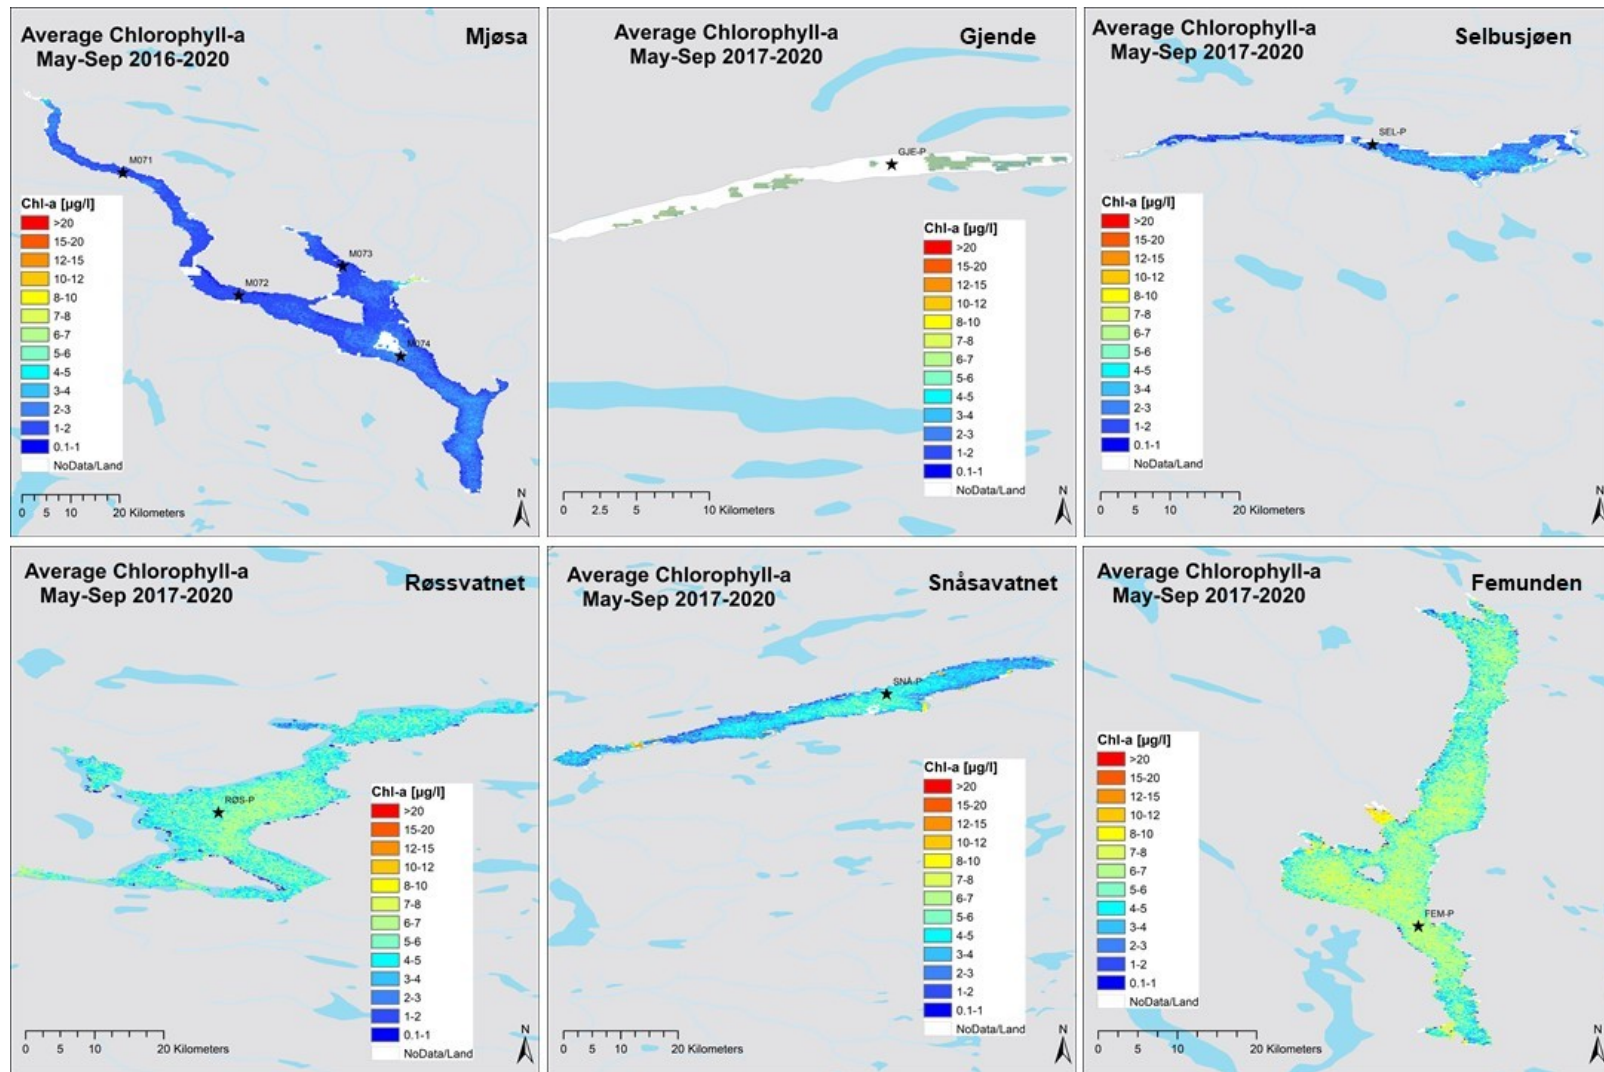 Average Chlorophyll-a
May-Sep 2016-2020
Mjøsa
M071
M073
M072
M074
Chl-a [µg/l]
>20
15-20
12-15
10-12
8-10
7-8
6-7
5-6
4-5
3-4
2-3
1-2
0.1-1
NoData/Land
0 5 10 20 Kilometers
N
Average Chlorophyll-a
May-Sep 2017-2020
Gjende
GJE-P
Chl-a [µg/l]
>20
15-20
12-15
10-12
8-10
7-8
6-7
5-6
4-5
3-4
2-3
1-2
0.1-1
NoData/Land
0 2.5 5 10 Kilometers
N
Average Chlorophyll-a
May-Sep 2017-2020
Selbusjøen
SEL-P
Chl-a [µg/l]
>20
15-20
12-15
10-12
8-10
7-8
6-7
5-6
4-5
3-4
2-3
1-2
0.1-1
NoData/Land
0 5 10 20 Kilometers
N
Average Chlorophyll-a
May-Sep 2017-2020
Røssvatnet
RØS-P
Chl-a [µg/l]
>20
15-20
12-15
10-12
8-10
7-8
6-7
5-6
4-5
3-4
2-3
1-2
0.1-1
NoData/Land
0 5 10 20 Kilometers
N
Average Chlorophyll-a
May-Sep 2017-2020
Snåsavatnet
SNÅ-P
Chl-a [µg/l]
>20
15-20
12-15
10-12
8-10
7-8
6-7
5-6
4-5
3-4
2-3
1-2
0.1-1
NoData/Land
0 5 10 20 Kilometers
N
Average Chlorophyll-a
May-Sep 2017-2020
Femunden
FEM-P
Chl-a [µg/l]
>20
15-20
12-15
10-12
8-10
7-8
6-7
5-6
4-5
3-4
2-3
1-2
0.1-1
NoData/Land
0 5 10 20 Kilometers
N